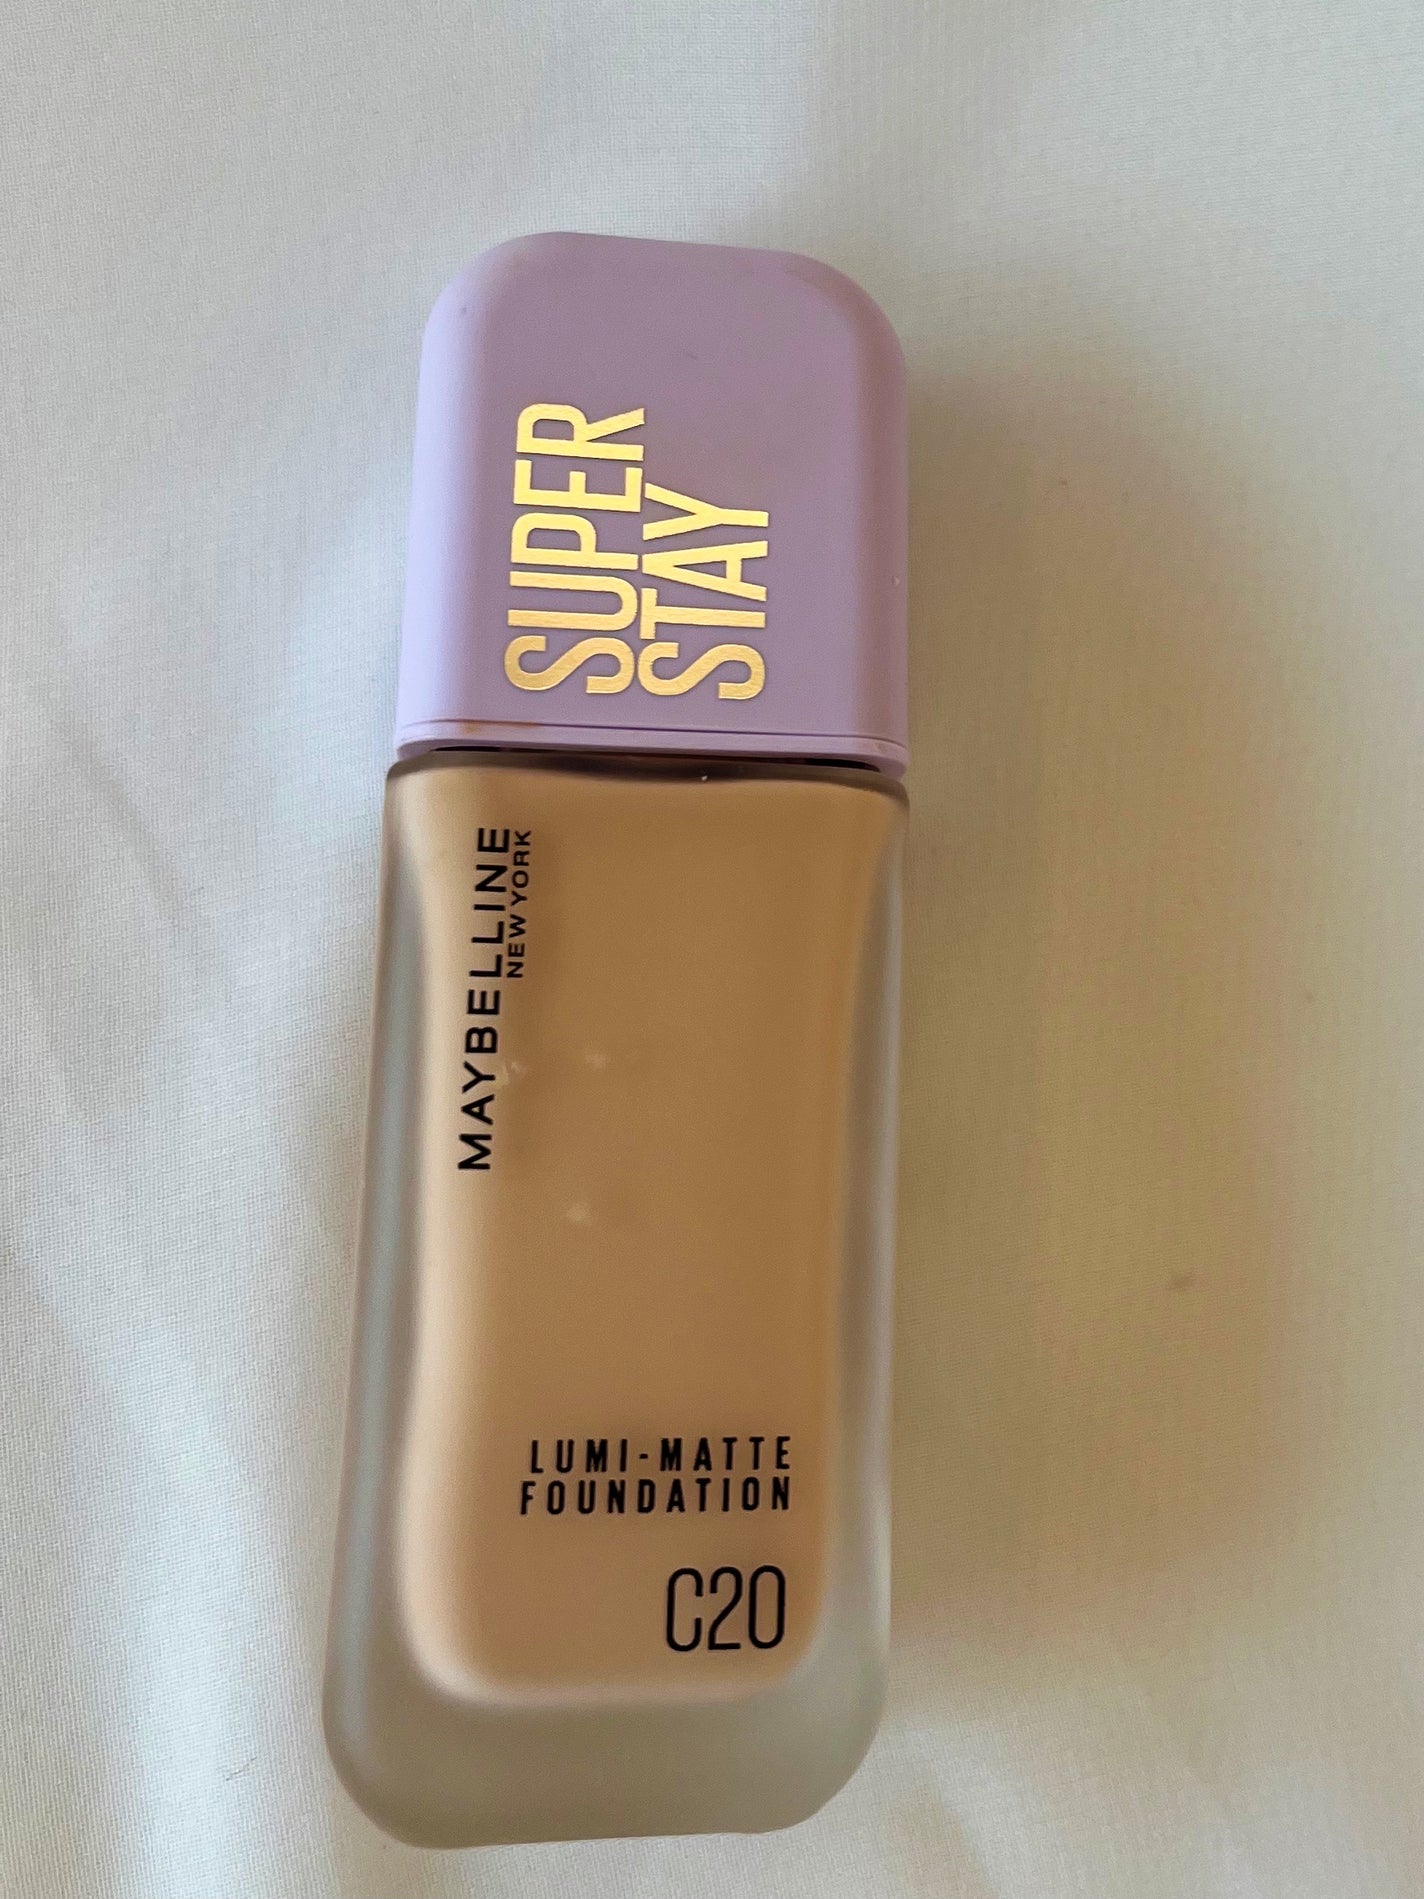 SUPER
STAY
MAYBELLINE
NEW YORK
LUMI-MATTE
FOUNDATION
C20